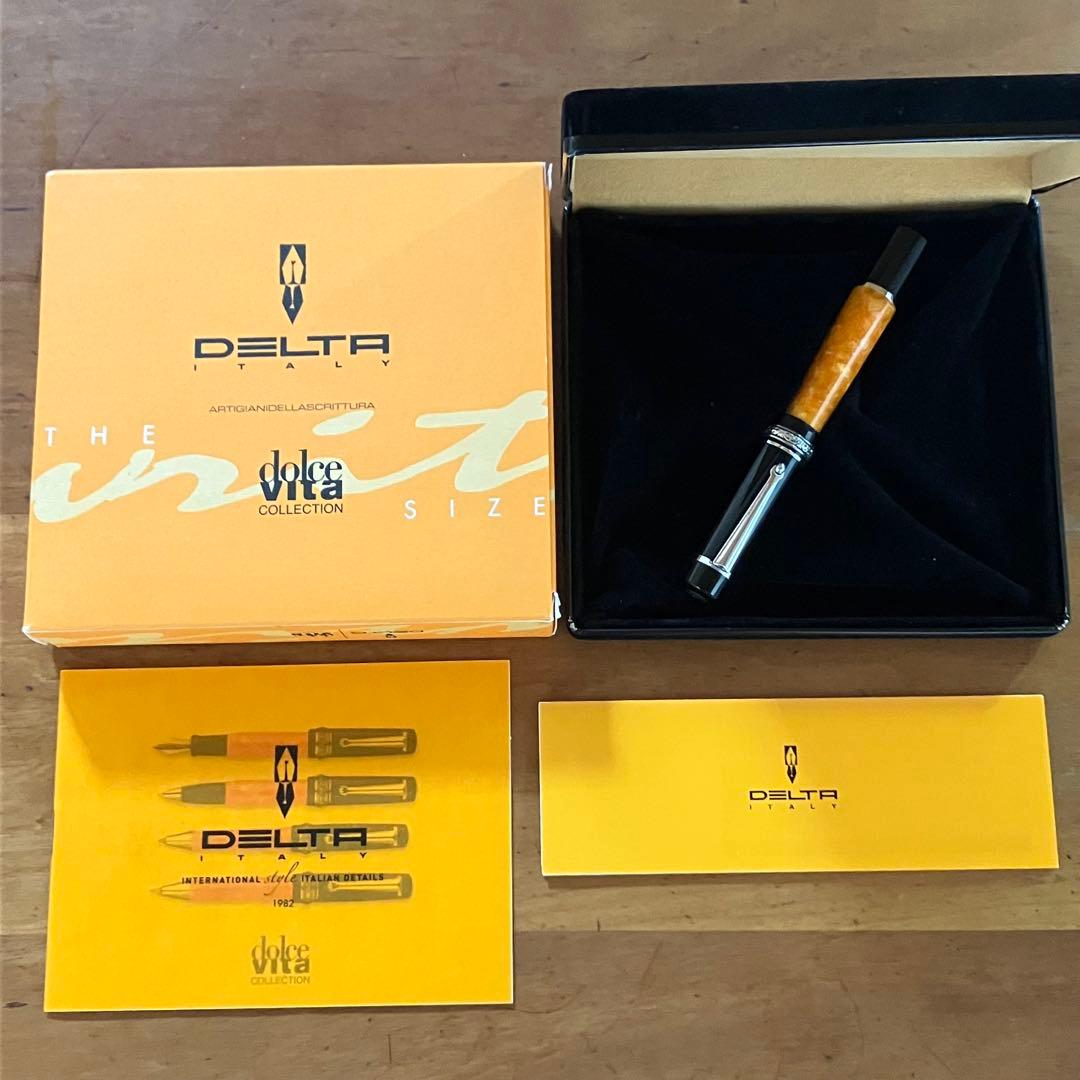 DELTA
ITALY
ARTIGIANIDELLASCRITTURA
THE
dolce
vita
COLLECTION
SIZE
DELTA
ITALY
INTERNATIONAL style ITALIAN DETAILS
1982
dolce
vita
COLLECTION
DELTA
ITALY